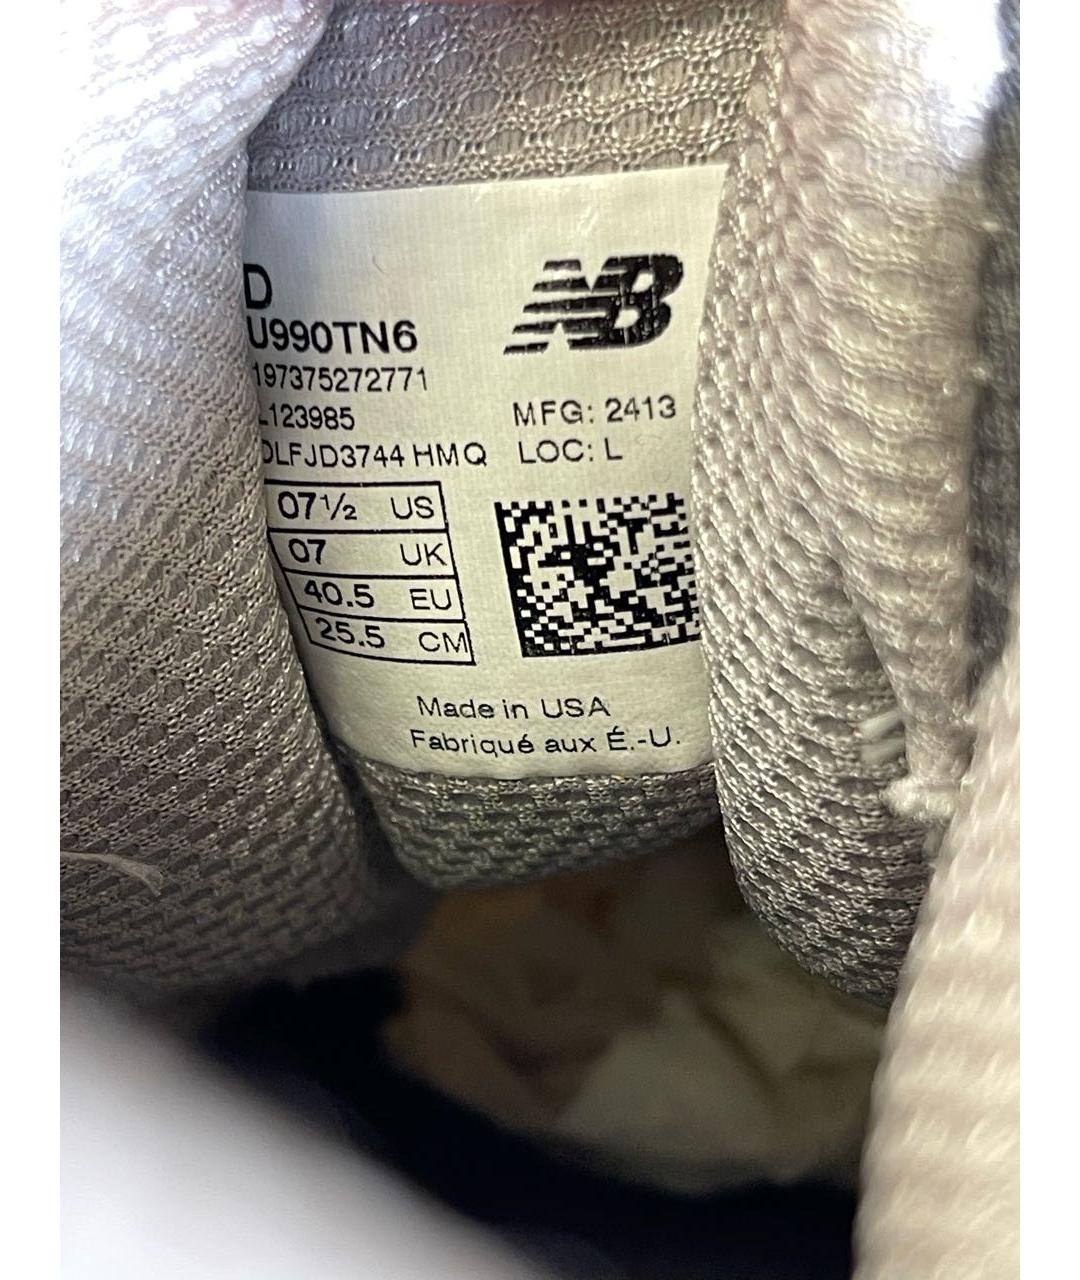 D
NB
U990TN6
197375272771
L123985
MFG: 2413
DLFJD3744 HMQ
LOC: L
07½ US
07 UK
40.5 EU
25.5 CM
Made in USA
Fabriqué aux É.-U.